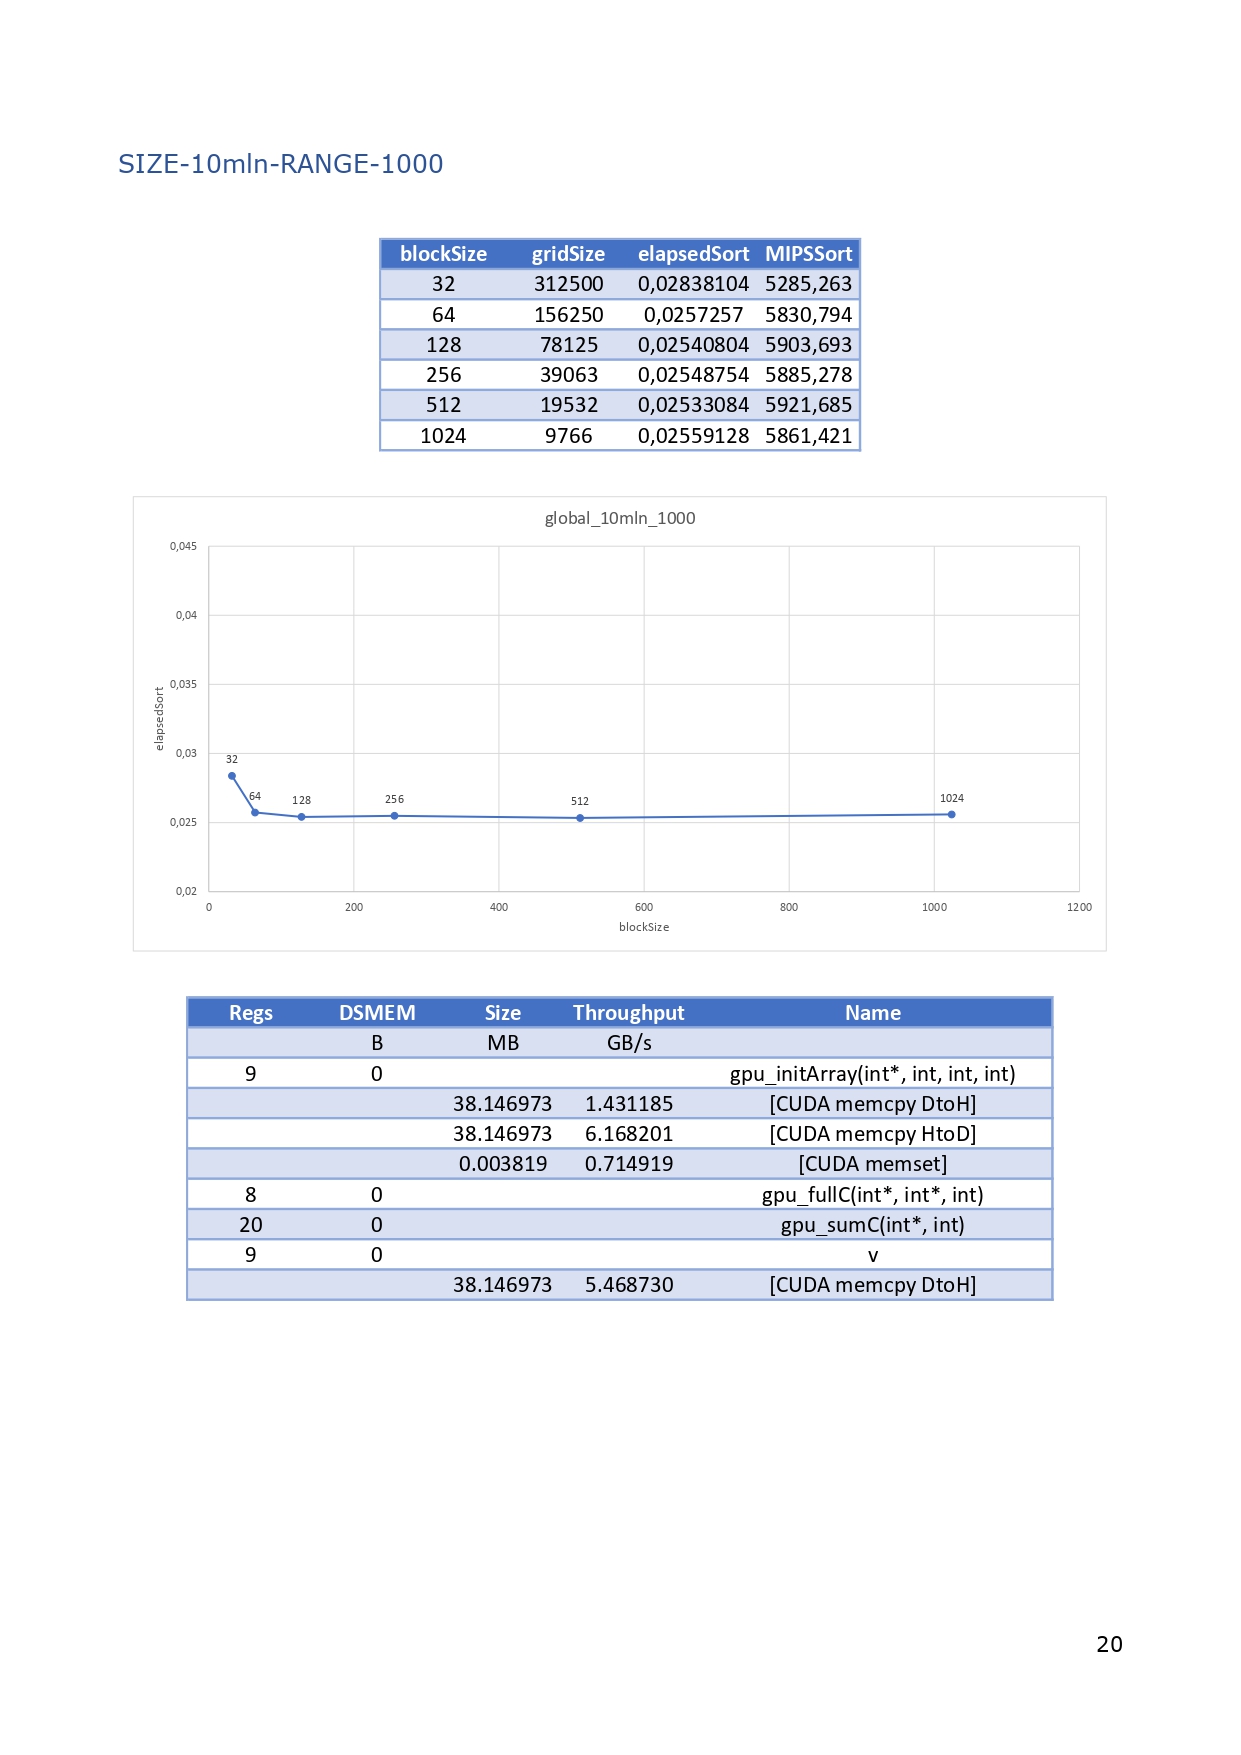 SIZE-10mln-RANGE-1000
blockSize gridSize elapsedSort MIPSSort
32 312500 0,02838104 5285,263
64 156250 0,0257257 5830,794
128 78125 0,02540804 5903,693
256 39063 0,02548754 5885,278
512 19532 0,02533084 5921,685
1024 9766 0,02559128 5861,421
global_10mln_1000
0,045
0,04
0,035
0,03
0,025
0,02
elapsedSort
32
64
128
256
512
1024
0 200 400 600 800 1000 1200
blockSize
Regs DSMEM Size Throughput Name
B MB GB/s
9 0 gpu_initArray(int*, int, int, int)
38.146973 1.431185 [CUDA memcpy DtoH]
38.146973 6.168201 [CUDA memcpy HtoD]
0.003819 0.714919 [CUDA memset]
8 0 gpu_fullC(int*, int*, int)
20 0 gpu_sumC(int*, int)
9 0 v
38.146973 5.468730 [CUDA memcpy DtoH]
20